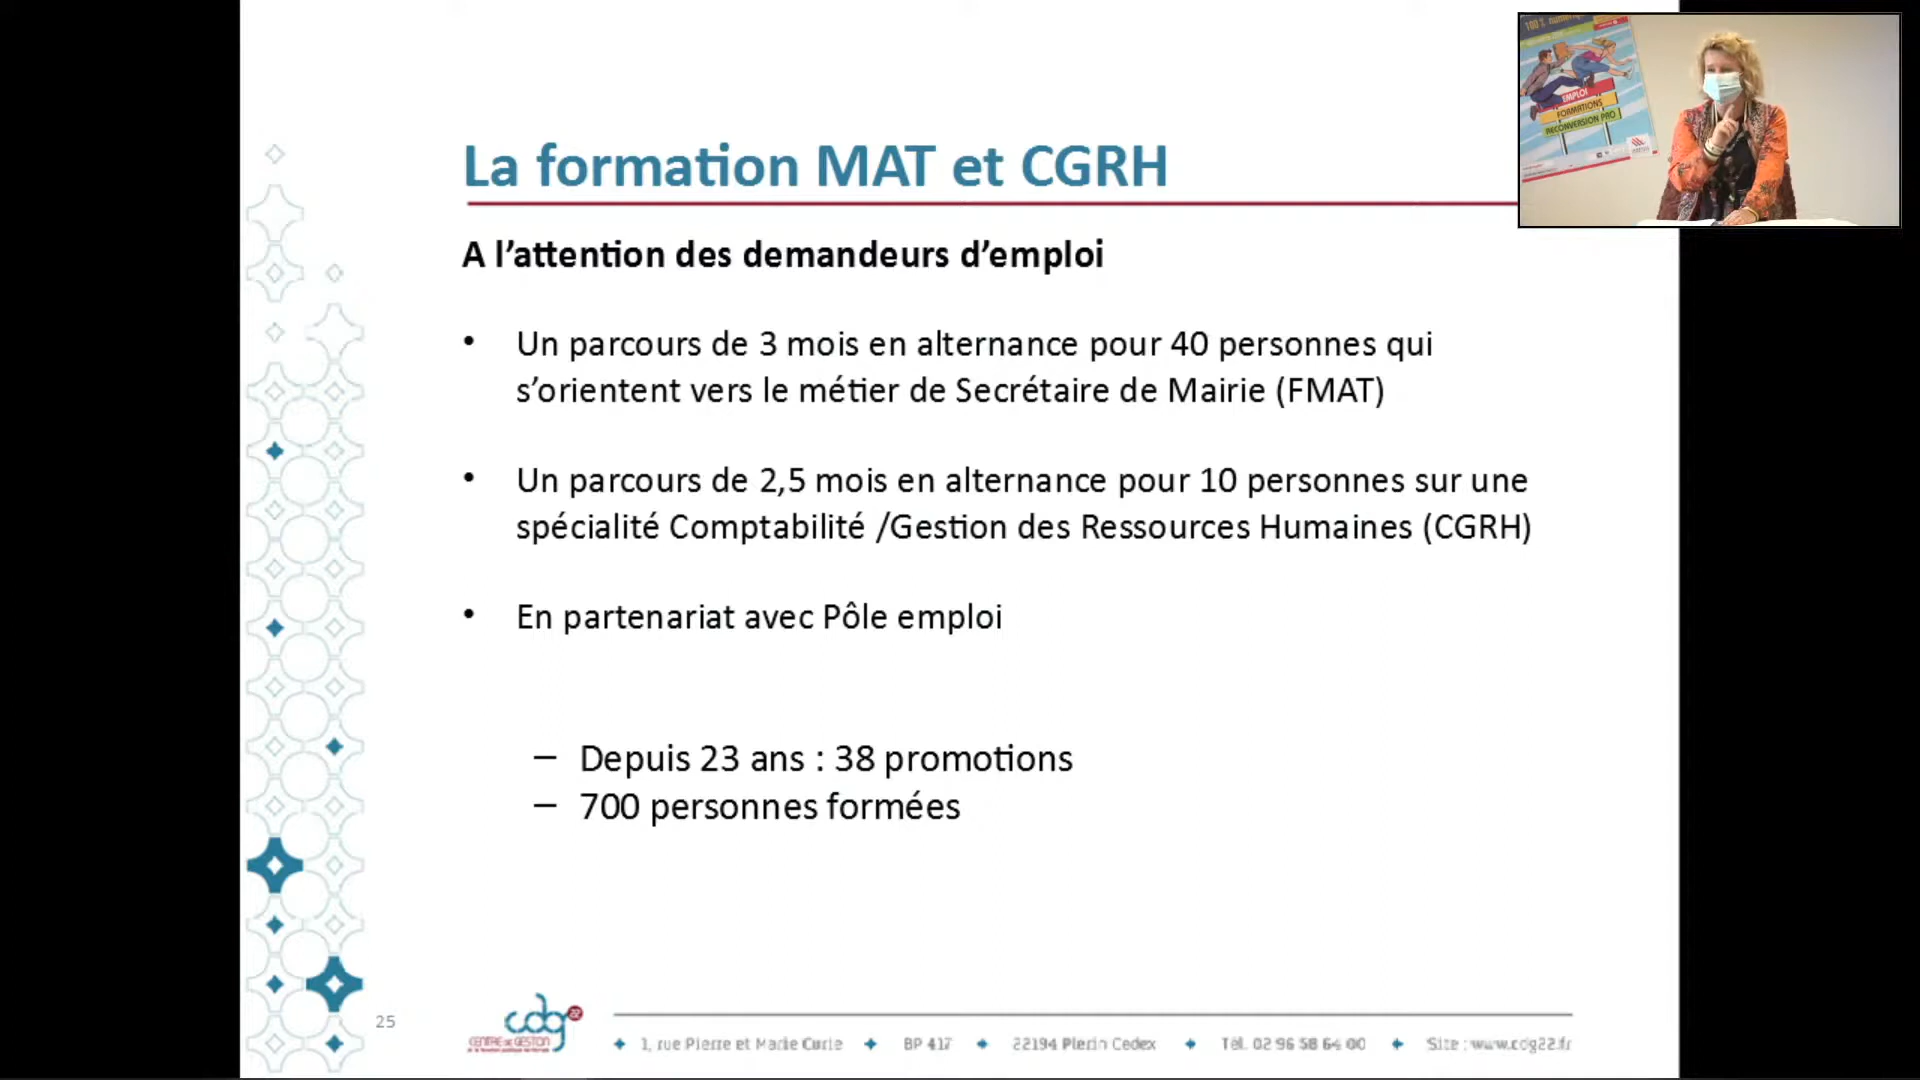 La formation MAT et CGRH
A l’attention des demandeurs d’emploi
• Un parcours de 3 mois en alternance pour 40 personnes qui
s’orientent vers le métier de Secrétaire de Mairie (FMAT)
• Un parcours de 2,5 mois en alternance pour 10 personnes sur une
spécialité Comptabilité /Gestion des Ressources Humaines (CGRH)
• En partenariat avec Pôle emploi
– Depuis 23 ans : 38 promotions
– 700 personnes formées
25
cdg 22
CENTRE DE GESTION
1, rue Pierre et Marie Curie BP 417 22194 Plérin Cedex Tél. 02 96 58 64 00 Site : www.cdg22.fr
100% numérique
EMPLOI
FORMATIONS
RECONVERSION PRO